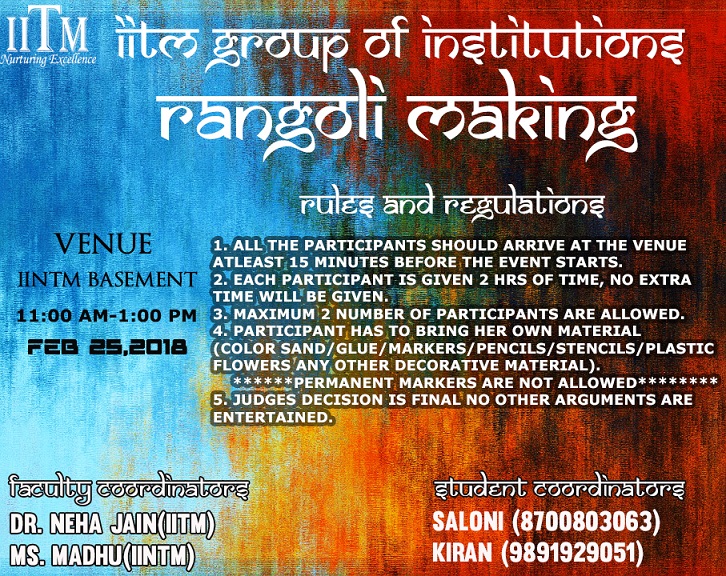 IITM
Nurturing Excellence
iitm group of institutions
rangoli making
rules and regulations
VENUE
IINTM BASEMENT
11:00 AM-1:00 PM
FEB 25,2018
1. ALL THE PARTICIPANTS SHOULD ARRIVE AT THE VENUE
ATLEAST 15 MINUTES BEFORE THE EVENT STARTS.
2. EACH PARTICIPANT IS GIVEN 2 HRS OF TIME, NO EXTRA
TIME WILL BE GIVEN.
3. MAXIMUM 2 NUMBER OF PARTICIPANTS ARE ALLOWED.
4. PARTICIPANT HAS TO BRING HER OWN MATERIAL
(COLOR SAND/GLUE/MARKERS/PENCILS/STENCILS/PLASTIC
FLOWERS ANY OTHER DECORATIVE MATERIAL).
******PERMANENT MARKERS ARE NOT ALLOWED********
5. JUDGES DECISION IS FINAL NO OTHER ARGUMENTS ARE
ENTERTAINED.
faculty coordinators
DR. NEHA JAIN(IITM)
MS. MADHU(IINTM)
student coordinators
SALONI (8700803063)
KIRAN (9891929051)